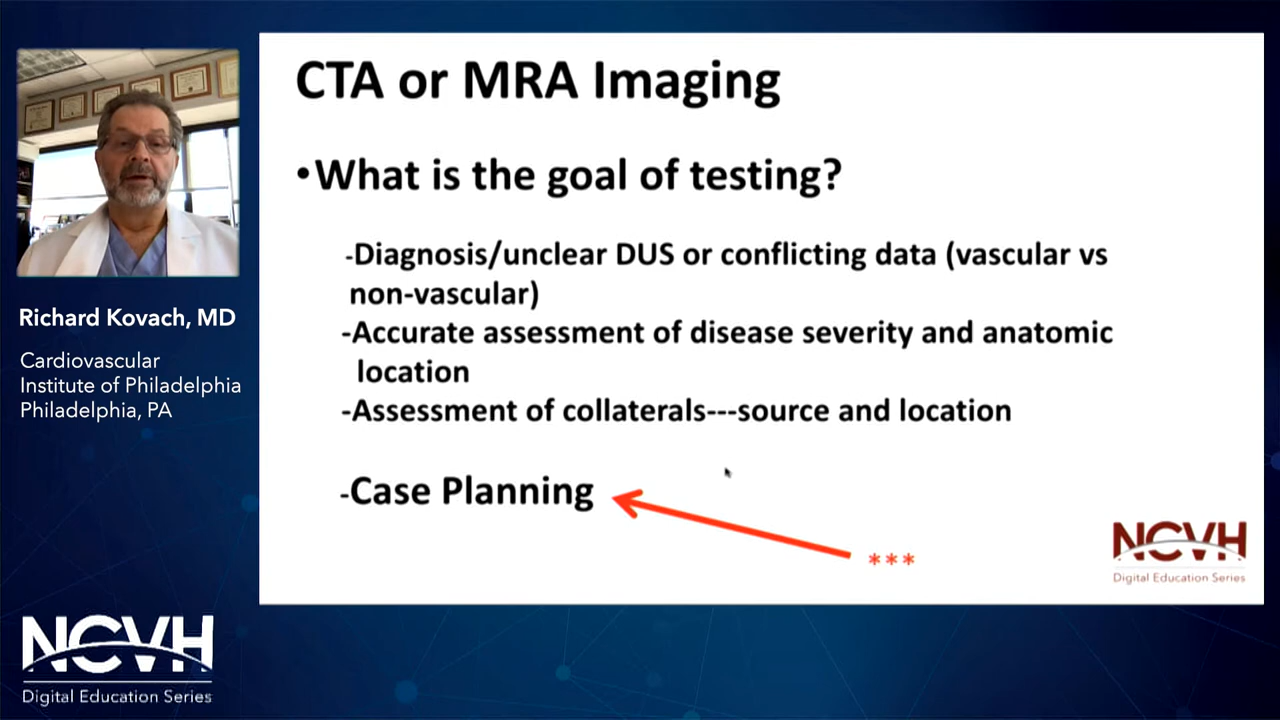 CTA or MRA Imaging
•What is the goal of testing?
-Diagnosis/unclear DUS or conflicting data (vascular vs
non-vascular)
-Accurate assessment of disease severity and anatomic
location
-Assessment of collaterals---source and location
-Case Planning
***
NCVH
Digital Education Series
Richard Kovach, MD
Cardiovascular
Institute of Philadelphia
Philadelphia, PA
NCVH
Digital Education Series